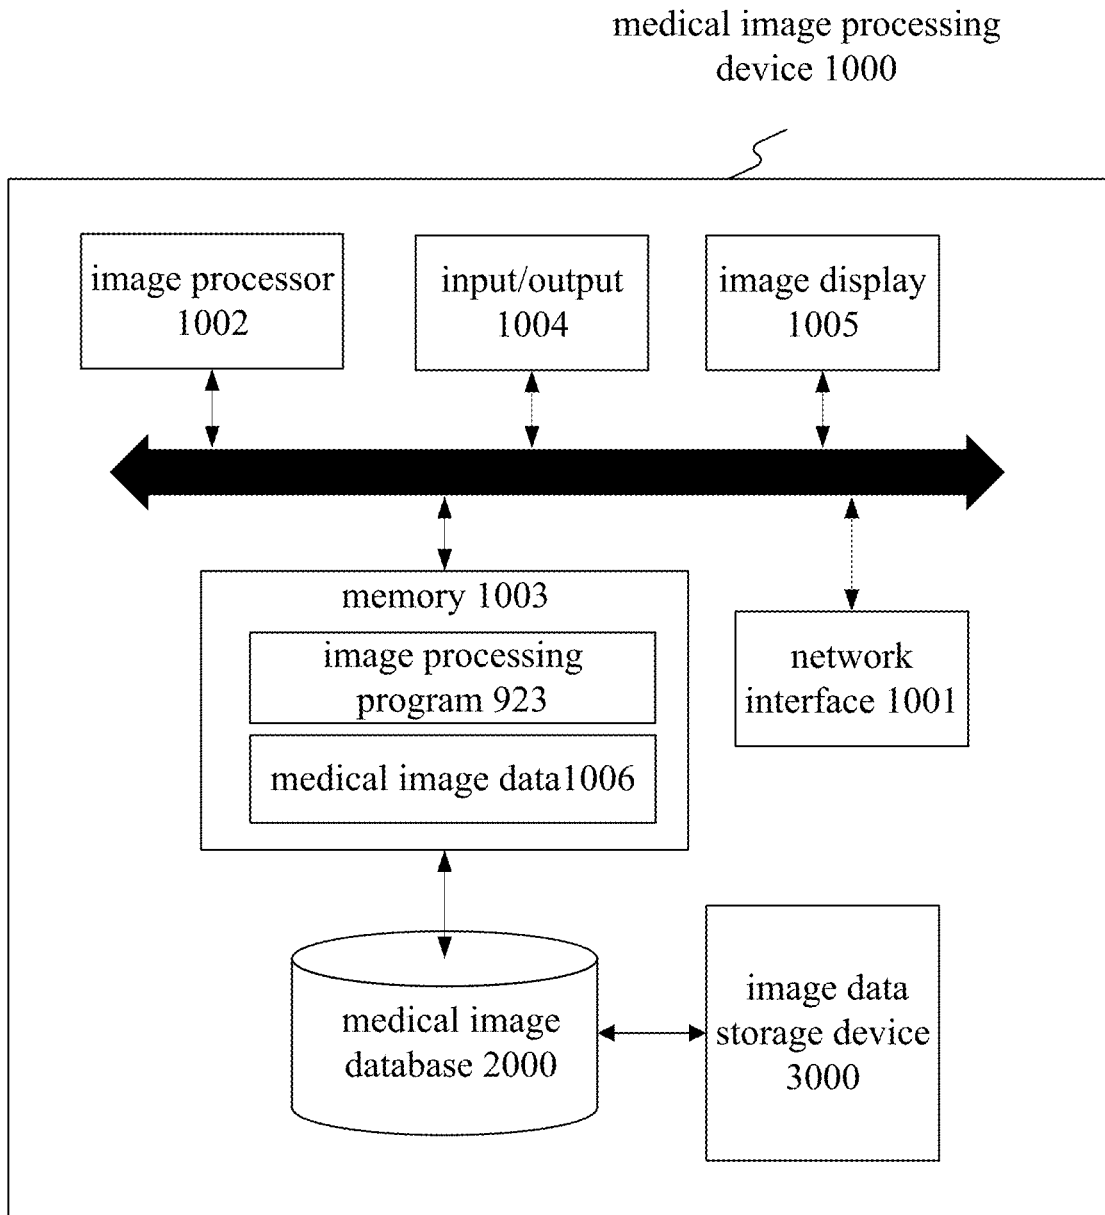 medical image processing
device 1000
image processor
1002
input/output
1004
image display
1005
memory 1003
image processing
program 923
medical image data1006
network
interface 1001
medical image
database 2000
image data
storage device
3000